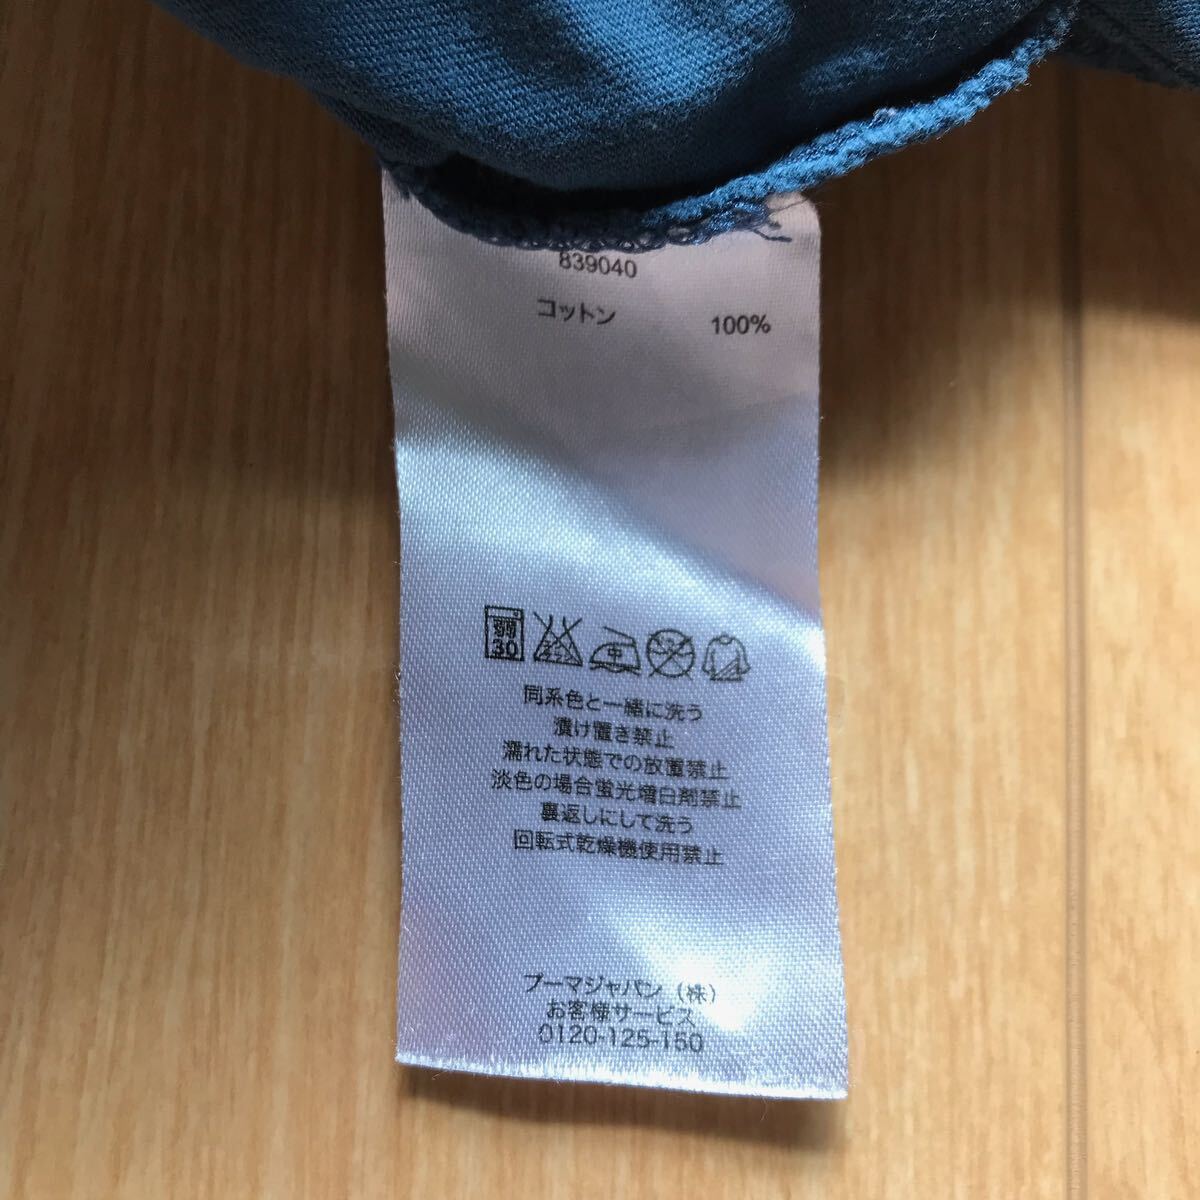 839040
コットン 100%
弱
30
中
同系色と一緒に洗う
漬け置き禁止
濡れた状態での放置禁止
淡色の場合蛍光増白剤禁止
裏返しにして洗う
回転式乾燥機使用禁止
プーマジャパン（株）
お客様サービス
0120-125-150